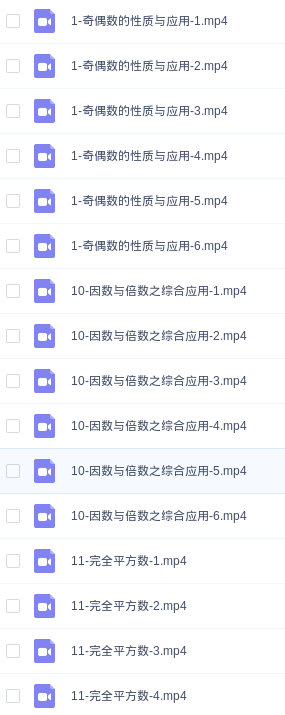 1-奇偶数的性质与应用-1.mp4
1-奇偶数的性质与应用-2.mp4
1-奇偶数的性质与应用-3.mp4
1-奇偶数的性质与应用-4.mp4
1-奇偶数的性质与应用-5.mp4
1-奇偶数的性质与应用-6.mp4
10-因数与倍数之综合应用-1.mp4
10-因数与倍数之综合应用-2.mp4
10-因数与倍数之综合应用-3.mp4
10-因数与倍数之综合应用-4.mp4
10-因数与倍数之综合应用-5.mp4
10-因数与倍数之综合应用-6.mp4
11-完全平方数-1.mp4
11-完全平方数-2.mp4
11-完全平方数-3.mp4
11-完全平方数-4.mp4